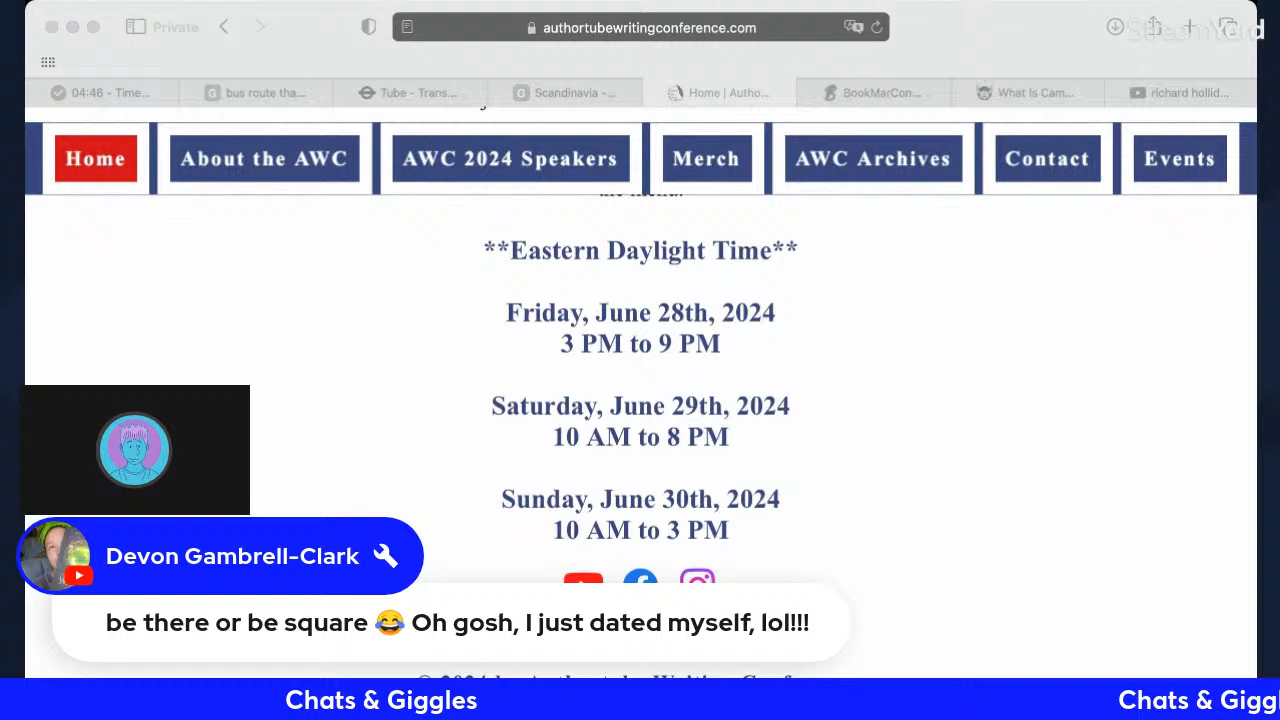 Private
authortubewritingconference.com
StreamYard
04:46 - Time...
bus route tha...
Tube - Trans...
Scandinavia -...
Home | Autho...
BookMarCon...
What Is Cam...
richard hollid...
Home
About the AWC
AWC 2024 Speakers
Merch
AWC Archives
Contact
Events
**Eastern Daylight Time**
Friday, June 28th, 2024
3 PM to 9 PM
Saturday, June 29th, 2024
10 AM to 8 PM
Sunday, June 30th, 2024
10 AM to 3 PM
Devon Gambrell-Clark
be there or be square 😂 Oh gosh, I just dated myself, lol!!!
Chats & Giggles
Chats & Giggl